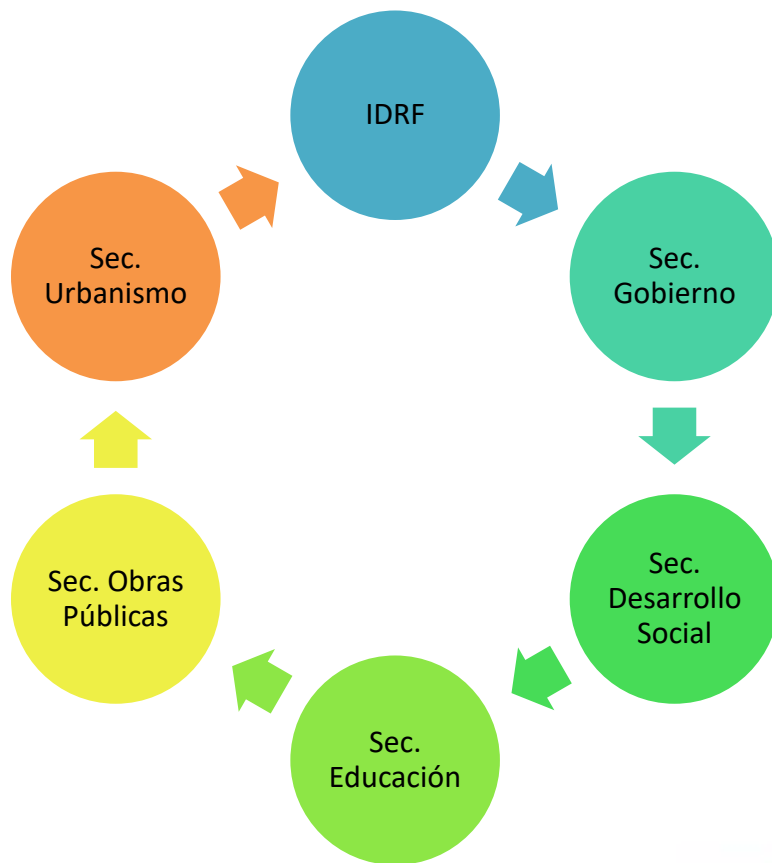 IDRF
Sec.
Gobierno
Sec.
Desarrollo
Social
Sec.
Educación
Sec. Obras
Públicas
Sec.
Urbanismo